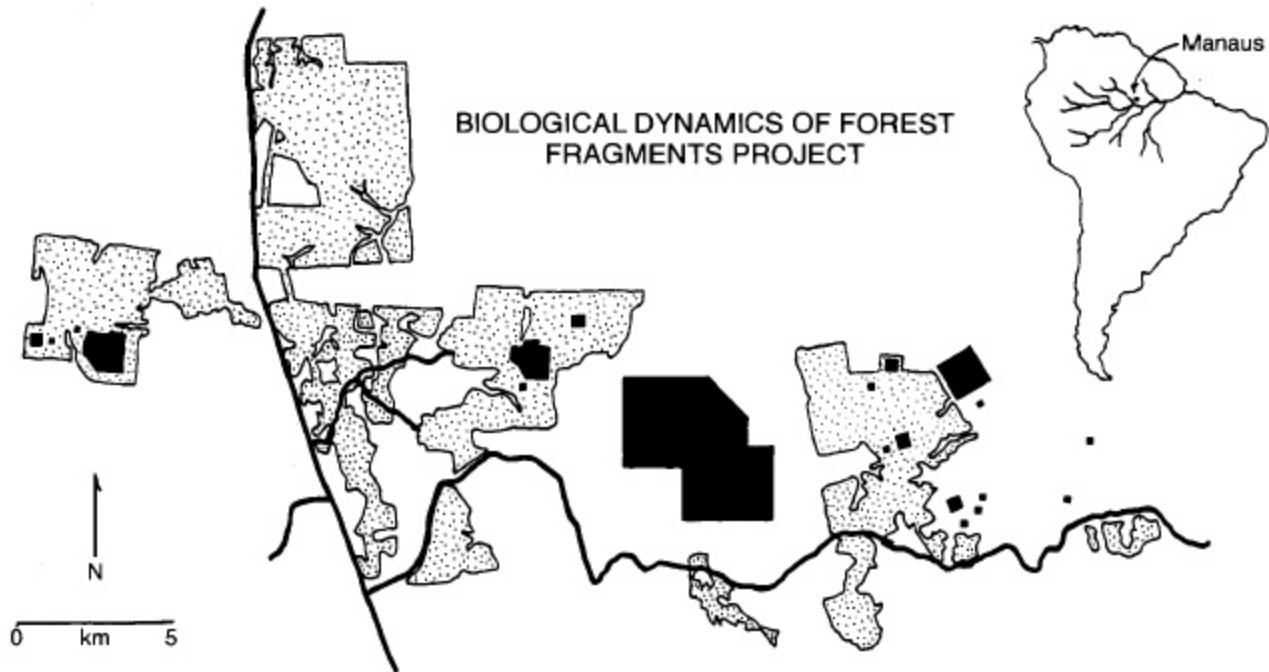 BIOLOGICAL DYNAMICS OF FOREST
FRAGMENTS PROJECT
Manaus
N
0 km 5